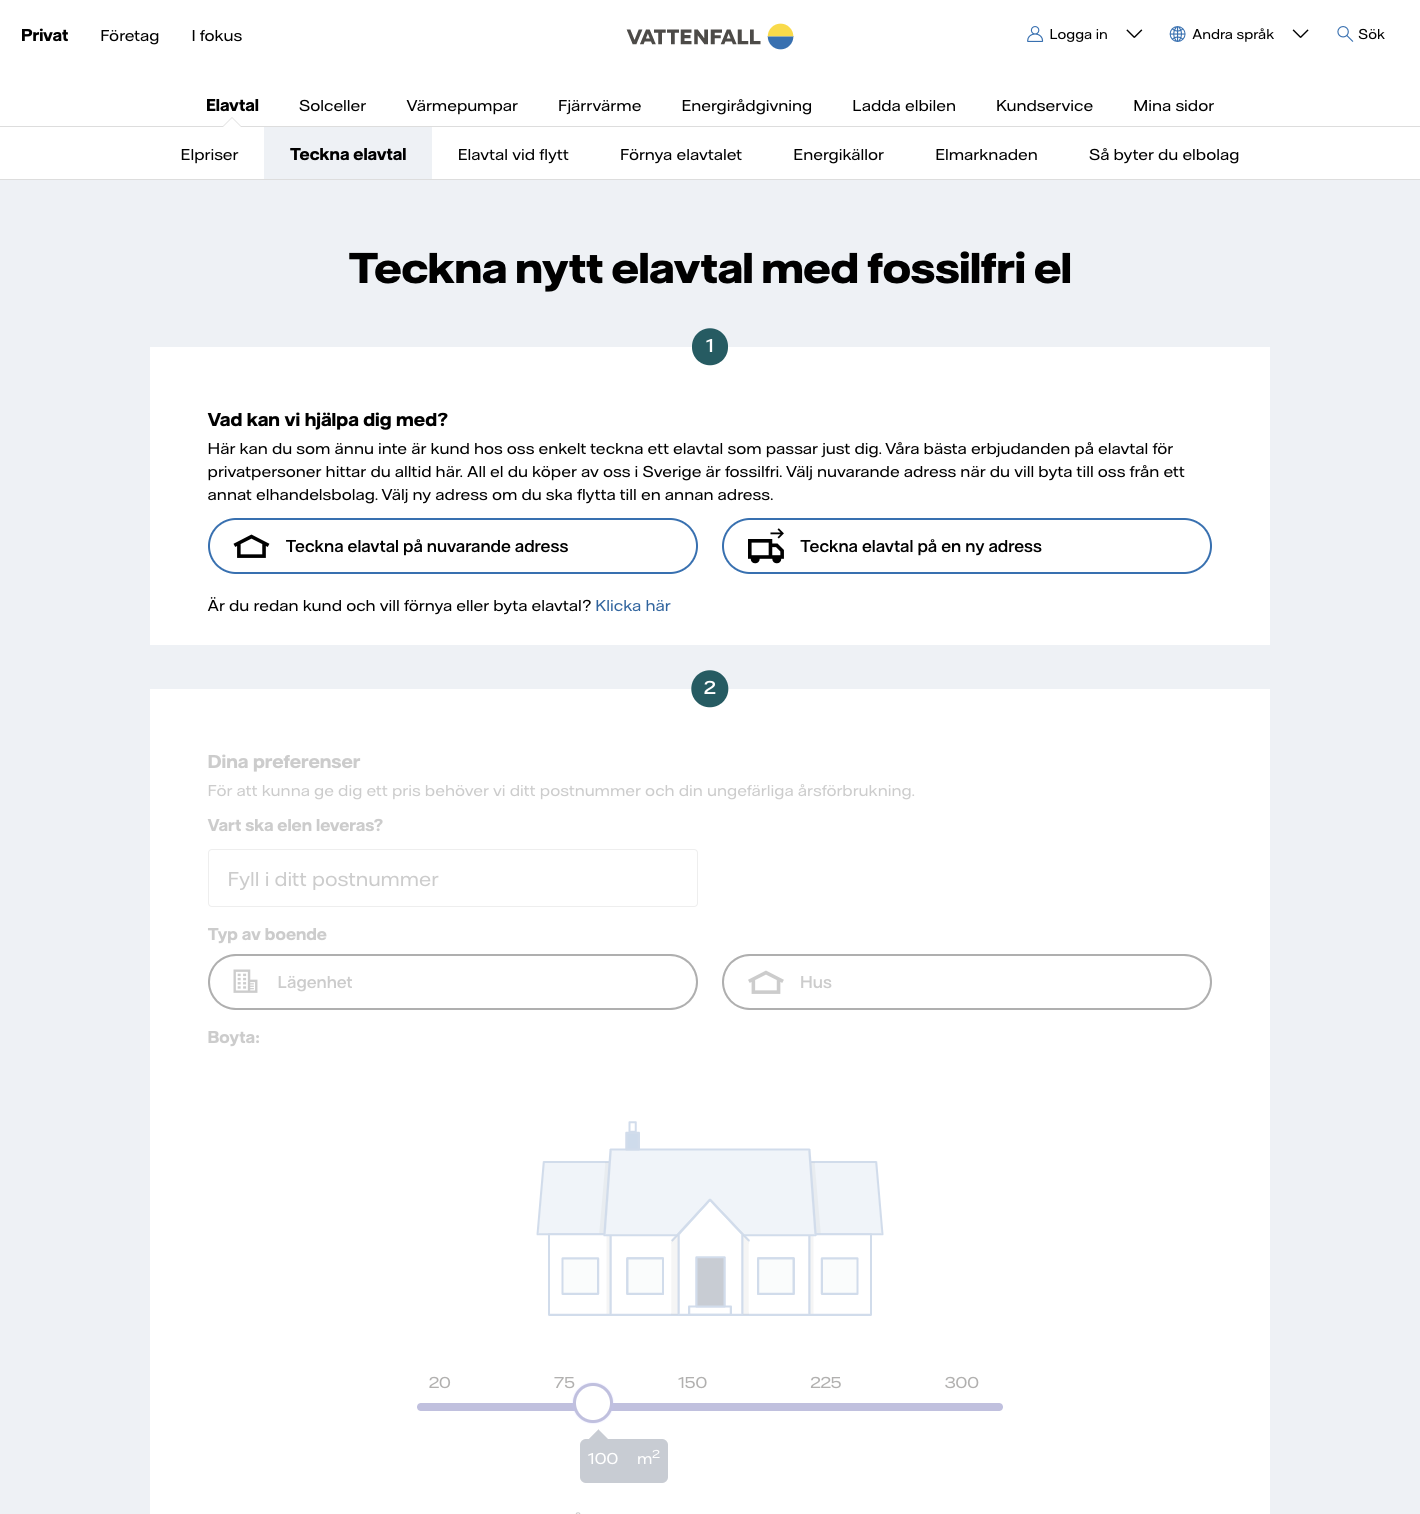 Privat Företag I fokus VATTENFALL Logga in Andra språk Sök
Elavtal Solceller Värmepumpar Fjärrvärme Energirådgivning Ladda elbilen Kundservice Mina sidor
Elpriser Teckna elavtal Elavtal vid flytt Förnya elavtalet Energikällor Elmarknaden Så byter du elbolag
Teckna nytt elavtal med fossilfri el
1
Vad kan vi hjälpa dig med?
Här kan du som ännu inte är kund hos oss enkelt teckna ett elavtal som passar just dig. Våra bästa erbjudanden på elavtal för
privatpersoner hittar du alltid här. All el du köper av oss i Sverige är fossilfri. Välj nuvarande adress när du vill byta till oss från ett
annat elhandelsbolag. Välj ny adress om du ska flytta till en annan adress.
Teckna elavtal på nuvarande adress Teckna elavtal på en ny adress
Är du redan kund och vill förnya eller byta elavtal? Klicka här
2
Dina preferenser
För att kunna ge dig ett pris behöver vi ditt postnummer och din ungefärliga årsförbrukning.
Vart ska elen leveras?
Fyll i ditt postnummer
Typ av boende
Lägenhet Hus
Boyta:
20 75 150 225 300
100 m²